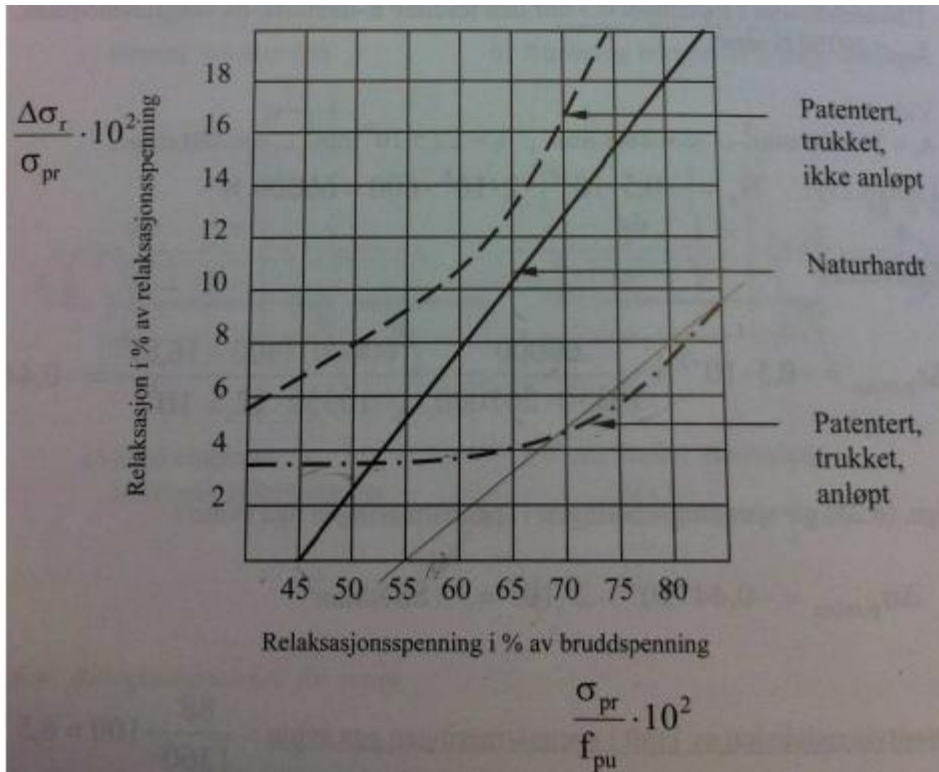 Δσr / σpr · 10²
Relaksasjon i % av relaksasjonsspenning
18
16
14
12
10
8
6
4
2
45 50 55 60 65 70 75 80
Relaksasjonsspenning i % av bruddspenning
σpr / fpu · 10²
Patentert,
trukket,
ikke anløpt
Naturhardt
Patentert,
trukket,
anløpt